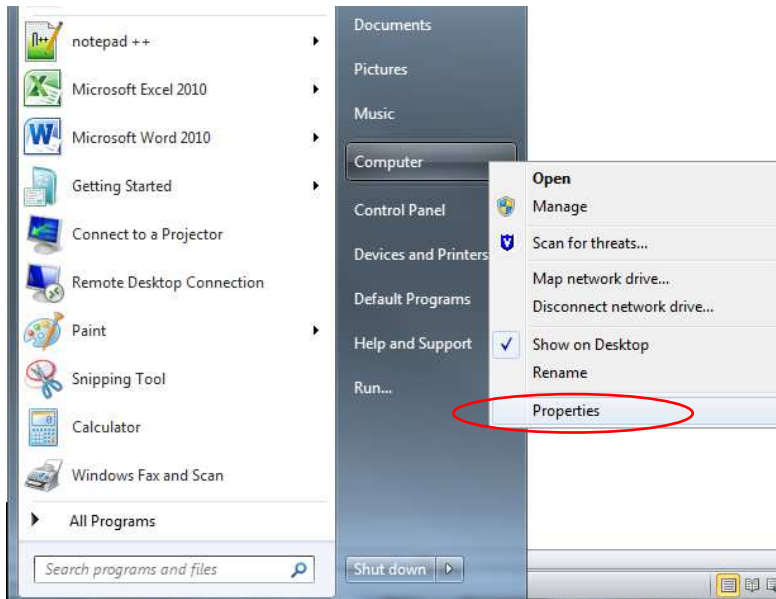 notepad ++
Microsoft Excel 2010
Microsoft Word 2010
Getting Started
Connect to a Projector
Remote Desktop Connection
Paint
Snipping Tool
Calculator
Windows Fax and Scan
All Programs
Search programs and files
Documents
Pictures
Music
Computer
Control Panel
Devices and Printers
Default Programs
Help and Support
Run...
Shut down
Open
Manage
Scan for threats...
Map network drive...
Disconnect network drive...
Show on Desktop
Rename
Properties